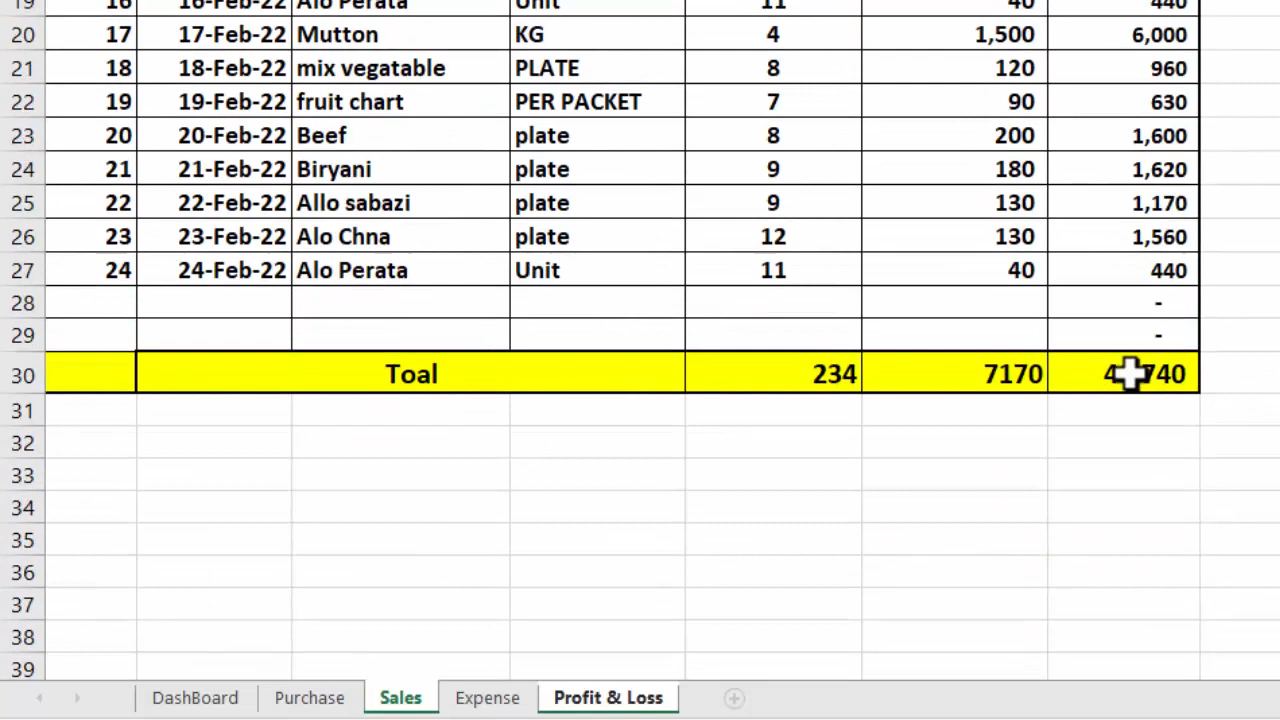 19 16 16-Feb-22 Alo Perata Unit 11 40 440
20 17 17-Feb-22 Mutton KG 4 1,500 6,000
21 18 18-Feb-22 mix vegatable PLATE 8 120 960
22 19 19-Feb-22 fruit chart PER PACKET 7 90 630
23 20 20-Feb-22 Beef plate 8 200 1,600
24 21 21-Feb-22 Biryani plate 9 180 1,620
25 22 22-Feb-22 Allo sabazi plate 9 130 1,170
26 23 23-Feb-22 Alo Chna plate 12 130 1,560
27 24 24-Feb-22 Alo Perata Unit 11 40 440
28 -
29 -
30 Toal 234 7170
31
32
33
34
35
36
37
38
39
DashBoard Purchase Sales Expense Profit & Loss